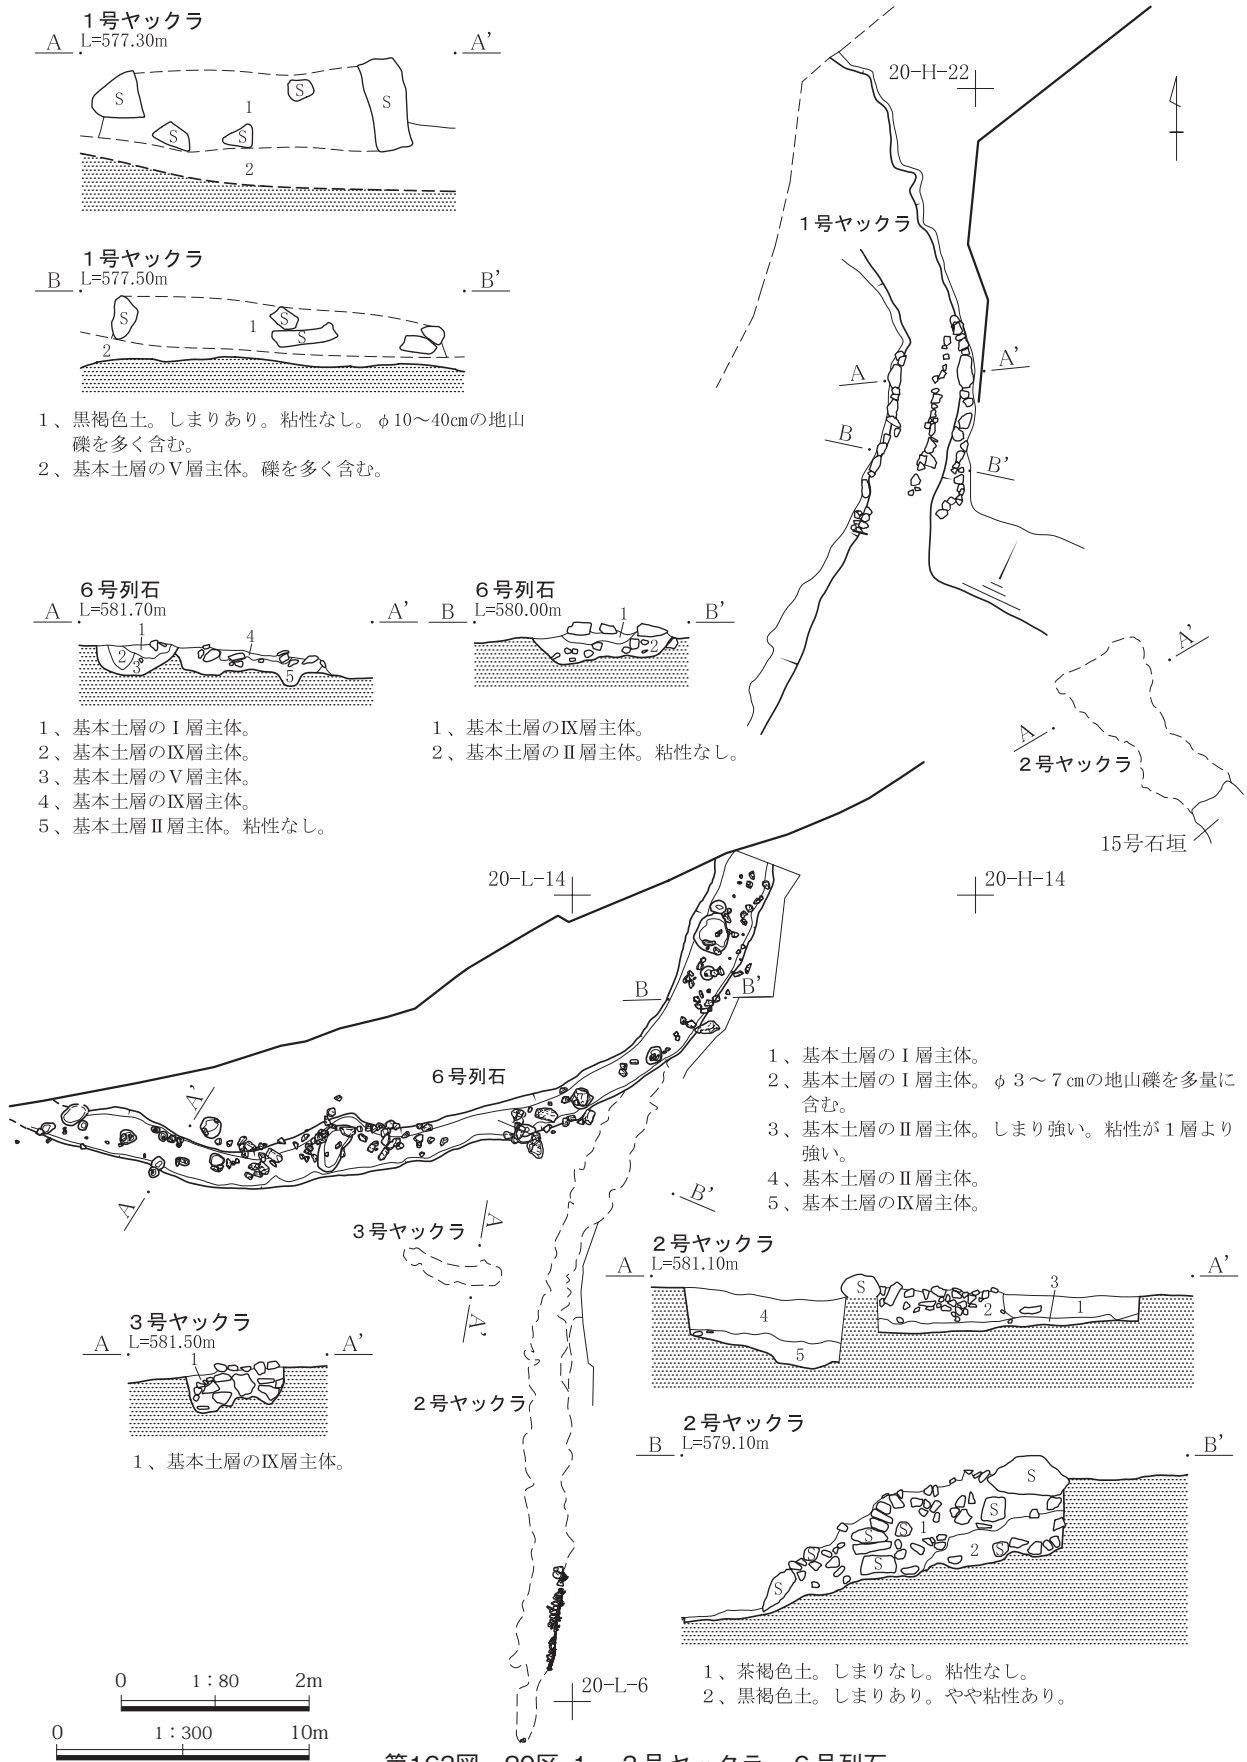 １号ヤックラ
A L=577.30m A'
S S S S S
1
2
20-H-22
１号ヤックラ
A A'
B B'
１号ヤックラ
B L=577.50m B'
S S S
1
2
１、黒褐色土。しまりあり。粘性なし。φ10～40㎝の地山
礫を多く含む。
２、基本土層のⅤ層主体。礫を多く含む。
６号列石
A L=581.70m A'
1 2 3 4 5
１、基本土層のⅠ層主体。
２、基本土層のⅨ層主体。
３、基本土層のⅤ層主体。
４、基本土層のⅨ層主体。
５、基本土層Ⅱ層主体。粘性なし。
６号列石
B L=580.00m B'
1 2
１、基本土層のⅨ層主体。
２、基本土層のⅡ層主体。粘性なし。
A A'
２号ヤックラ
15号石垣
20-L-14
20-H-14
B B'
６号列石
A A'
B'
３号ヤックラ
A A'
２号ヤックラ
20-L-6
１、基本土層のⅠ層主体。
２、基本土層のⅠ層主体。φ３～７㎝の地山礫を多量に
含む。
３、基本土層のⅡ層主体。しまり強い。粘性が１層より
強い。
４、基本土層のⅡ層主体。
５、基本土層のⅨ層主体。
２号ヤックラ
A L=581.10m A'
S
4 5 2 3 1
３号ヤックラ
A L=581.50m A'
1
１、基本土層のⅨ層主体。
２号ヤックラ
B L=579.10m B'
S S S S S S S S
1
2
１、茶褐色土。しまりなし。粘性なし。
２、黒褐色土。しまりあり。やや粘性あり。
0 1：80 2m
0 1：300 10m